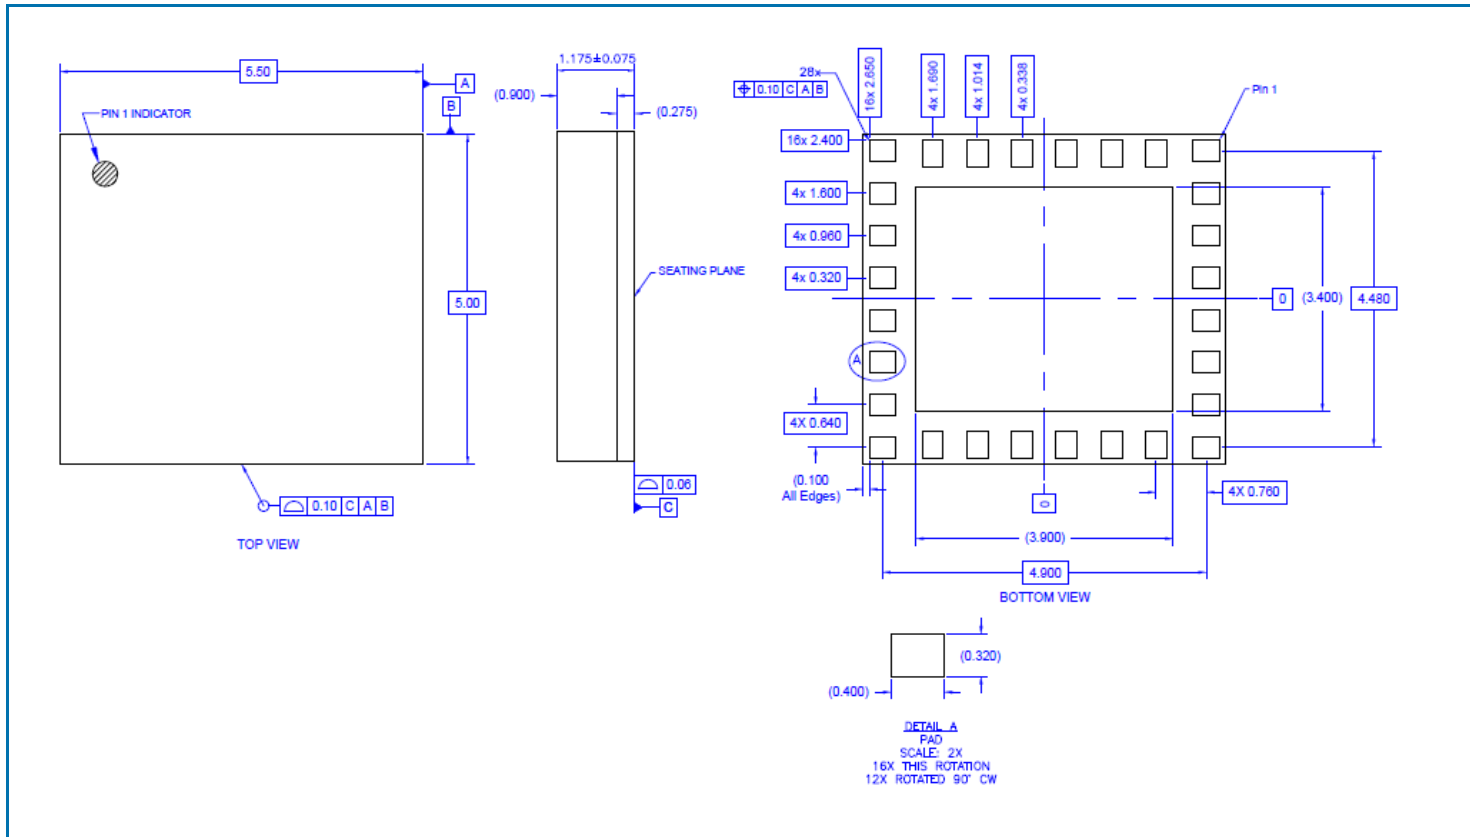 5.50
A
B
PIN 1 INDICATOR
5.00
0.10 C A B
TOP VIEW
1.175±0.075
(0.900)
(0.275)
SEATING PLANE
0.06
C
28x
0.10 C A B
16x 2.650
4x 1.690
4x 1.014
4x 0.338
Pin 1
16x 2.400
4x 1.600
4x 0.960
4x 0.320
A
4X 0.640
(0.100
All Edges)
0
(3.400)
4.480
0
4X 0.760
(3.900)
4.900
BOTTOM VIEW
(0.320)
(0.400)
DETAIL A
PAD
SCALE: 2X
16X THIS ROTATION
12X ROTATED 90° CW